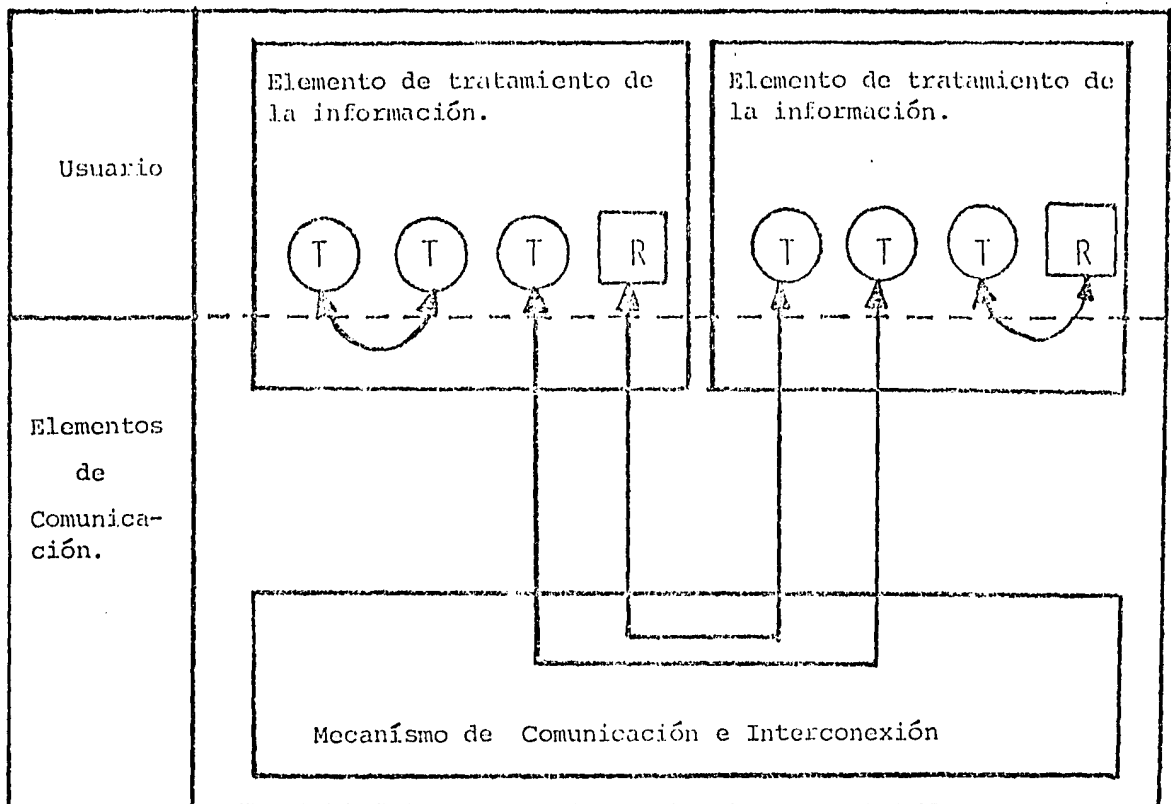 Elemento de tratamiento de
la información.
Elemento de tratamiento de
la información.
Usuario
T T T R
T T T R
Elementos
de
Comunica-
ción.
Mecanísmo de Comunicación e Interconexión